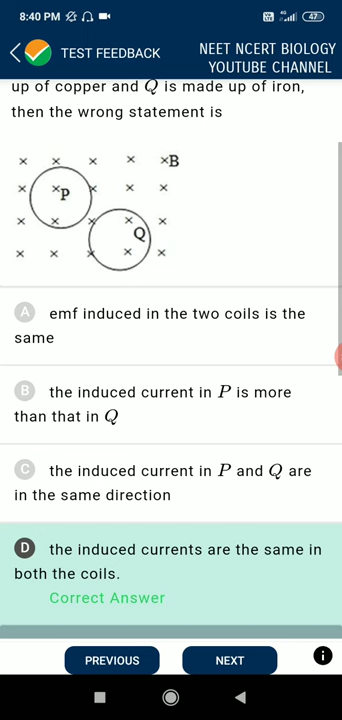 8:40 PM
4G
47
TEST FEEDBACK
NEET NCERT BIOLOGY
YOUTUBE CHANNEL
up of copper and Q is made up of iron,
then the wrong statement is
× × × × ×B
× ×P × × ×
× × × × ×
Q
× × × × ×
A emf induced in the two coils is the
same
B the induced current in P is more
than that in Q
C the induced current in P and Q are
in the same direction
D the induced currents are the same in
both the coils.
Correct Answer
PREVIOUS
NEXT
i